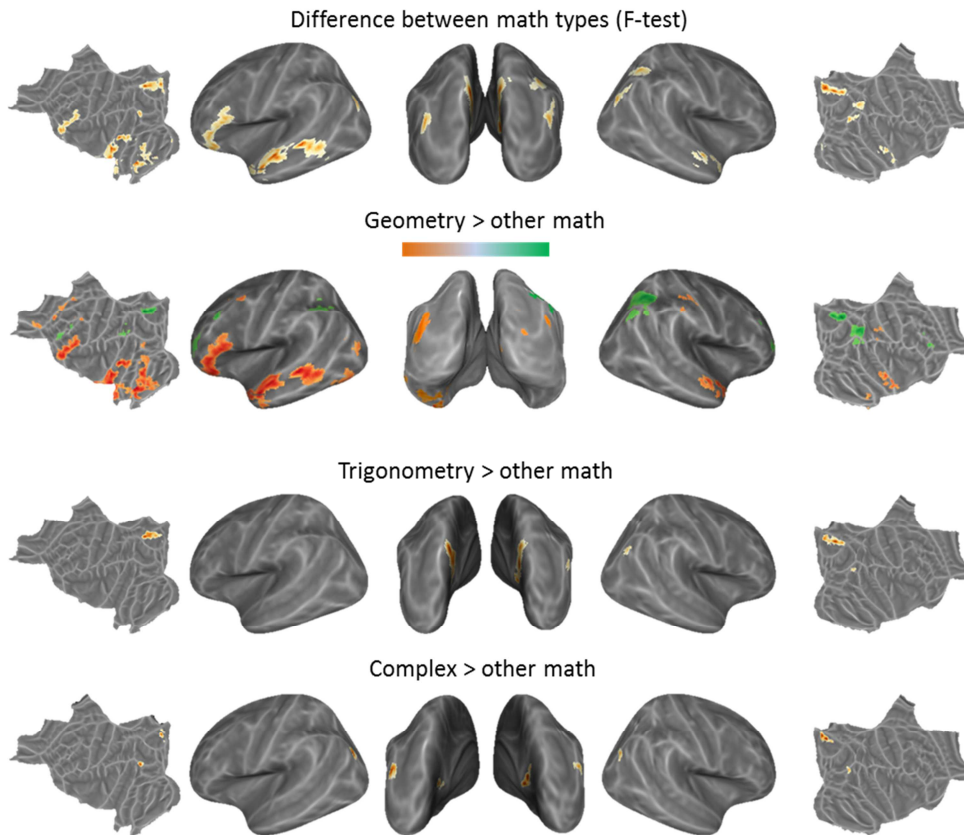 Difference between math types (F-test)
Geometry > other math
Trigonometry > other math
Complex > other math